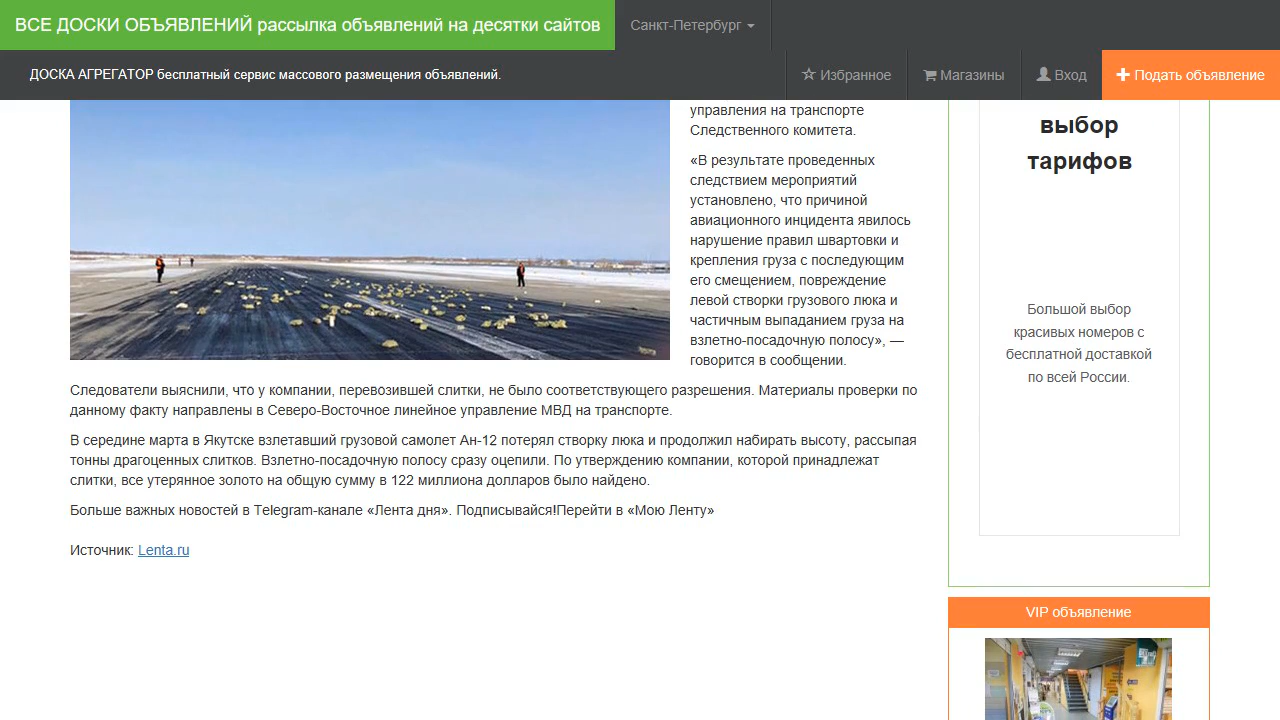 ВСЕ ДОСКИ ОБЪЯВЛЕНИЙ рассылка объявлений на десятки сайтов
Санкт-Петербург
ДОСКА АГРЕГАТОР бесплатный сервис массового размещения объявлений.
Избранное
Магазины
Вход
Подать объявление
управления на транспорте
Следственного комитета.
«В результате проведенных
следствием мероприятий
установлено, что причиной
авиационного инцидента явилось
нарушение правил швартовки и
крепления груза с последующим
его смещением, повреждение
левой створки грузового люка и
частичным выпаданием груза на
взлетно-посадочную полосу», —
говорится в сообщении.
Следователи выяснили, что у компании, перевозившей слитки, не было соответствующего разрешения. Материалы проверки по
данному факту направлены в Северо-Восточное линейное управление МВД на транспорте.
В середине марта в Якутске взлетавший грузовой самолет Ан-12 потерял створку люка и продолжил набирать высоту, рассыпая
тонны драгоценных слитков. Взлетно-посадочную полосу сразу оцепили. По утверждению компании, которой принадлежат
слитки, все утерянное золото на общую сумму в 122 миллиона долларов было найдено.
Больше важных новостей в Telegram-канале «Лента дня». Подписывайся!Перейти в «Мою Ленту»
Источник: Lenta.ru
выбор
тарифов
Большой выбор
красивых номеров с
бесплатной доставкой
по всей России.
VIP объявление